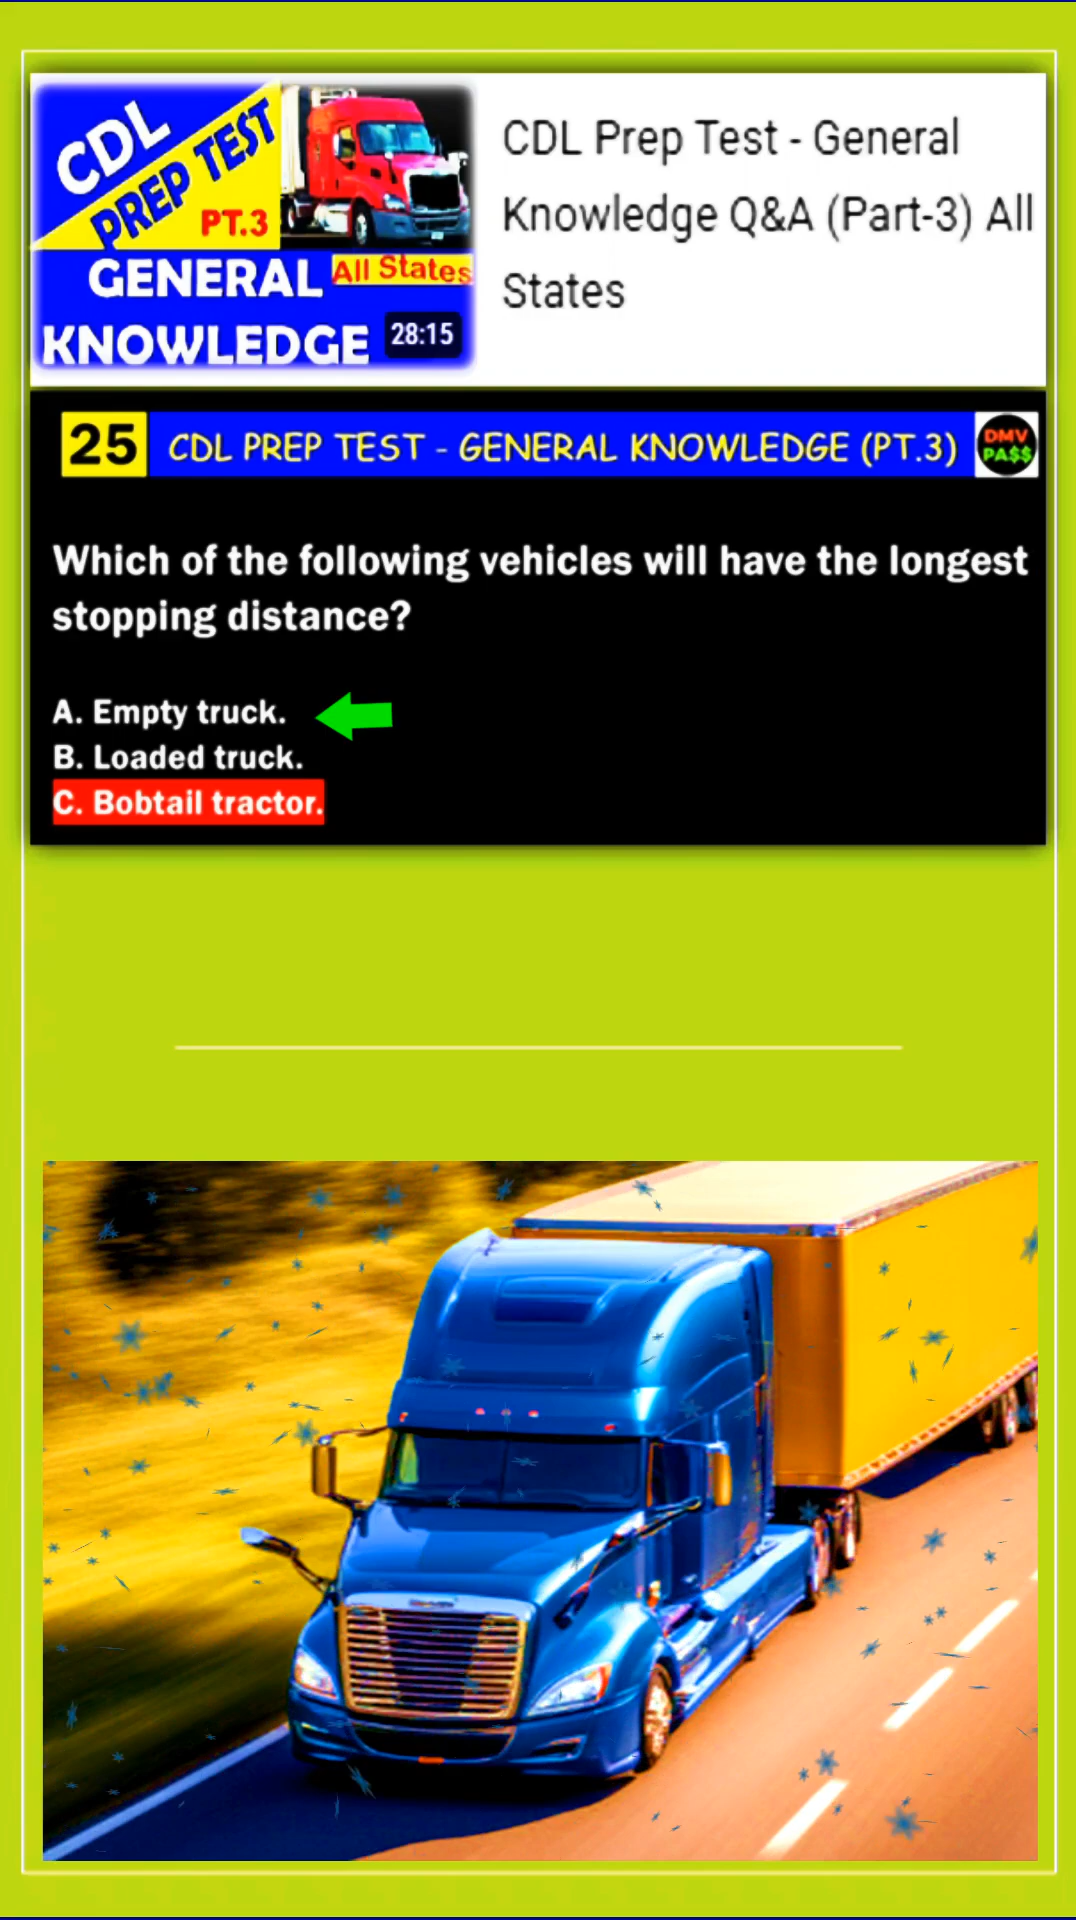 CDL
PREP TEST
PT.3
GENERAL
All States
KNOWLEDGE
28:15
CDL Prep Test - General
Knowledge Q&A (Part-3) All
States
25
CDL PREP TEST - GENERAL KNOWLEDGE (PT.3)
DMV
PA$$
Which of the following vehicles will have the longest
stopping distance?
A. Empty truck.
B. Loaded truck.
C. Bobtail tractor.